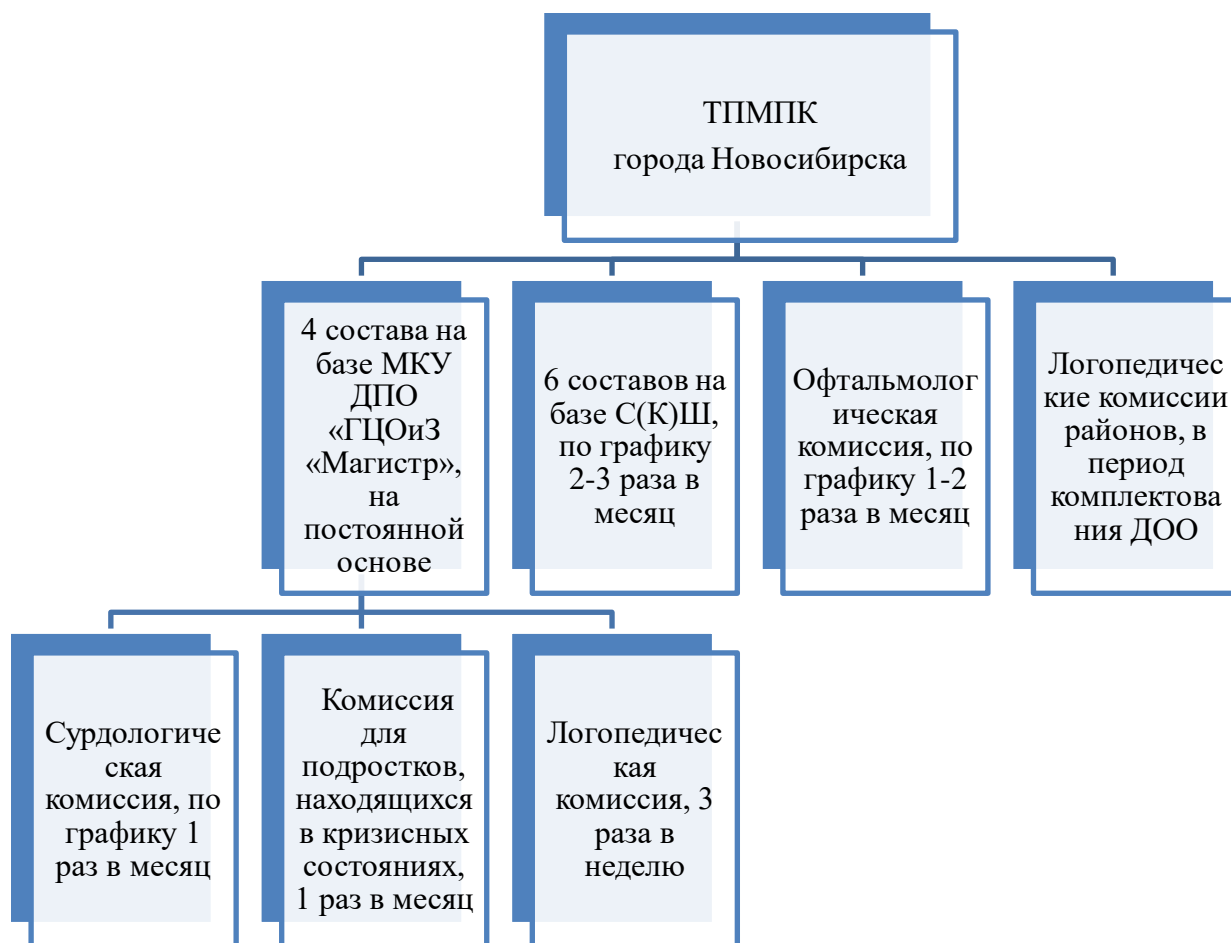 ТПМПК
города Новосибирска
4 состава на
базе МКУ
ДПО
«ГЦОиЗ
«Магистр»,
на
постоянной
основе
6 составов на
базе С(К)Ш,
по графику
2-3 раза в
месяц
Офтальмолог
ическая
комиссия, по
графику 1-2
раза в месяц
Логопедичес
кие комиссии
районов, в
период
комплектова
ния ДОО
Сурдологиче
ская
комиссия, по
графику 1
раз в месяц
Комиссия
для
подростков,
находящихся
в кризисных
состояниях,
1 раз в месяц
Логопедичес
кая
комиссия, 3
раза в
неделю